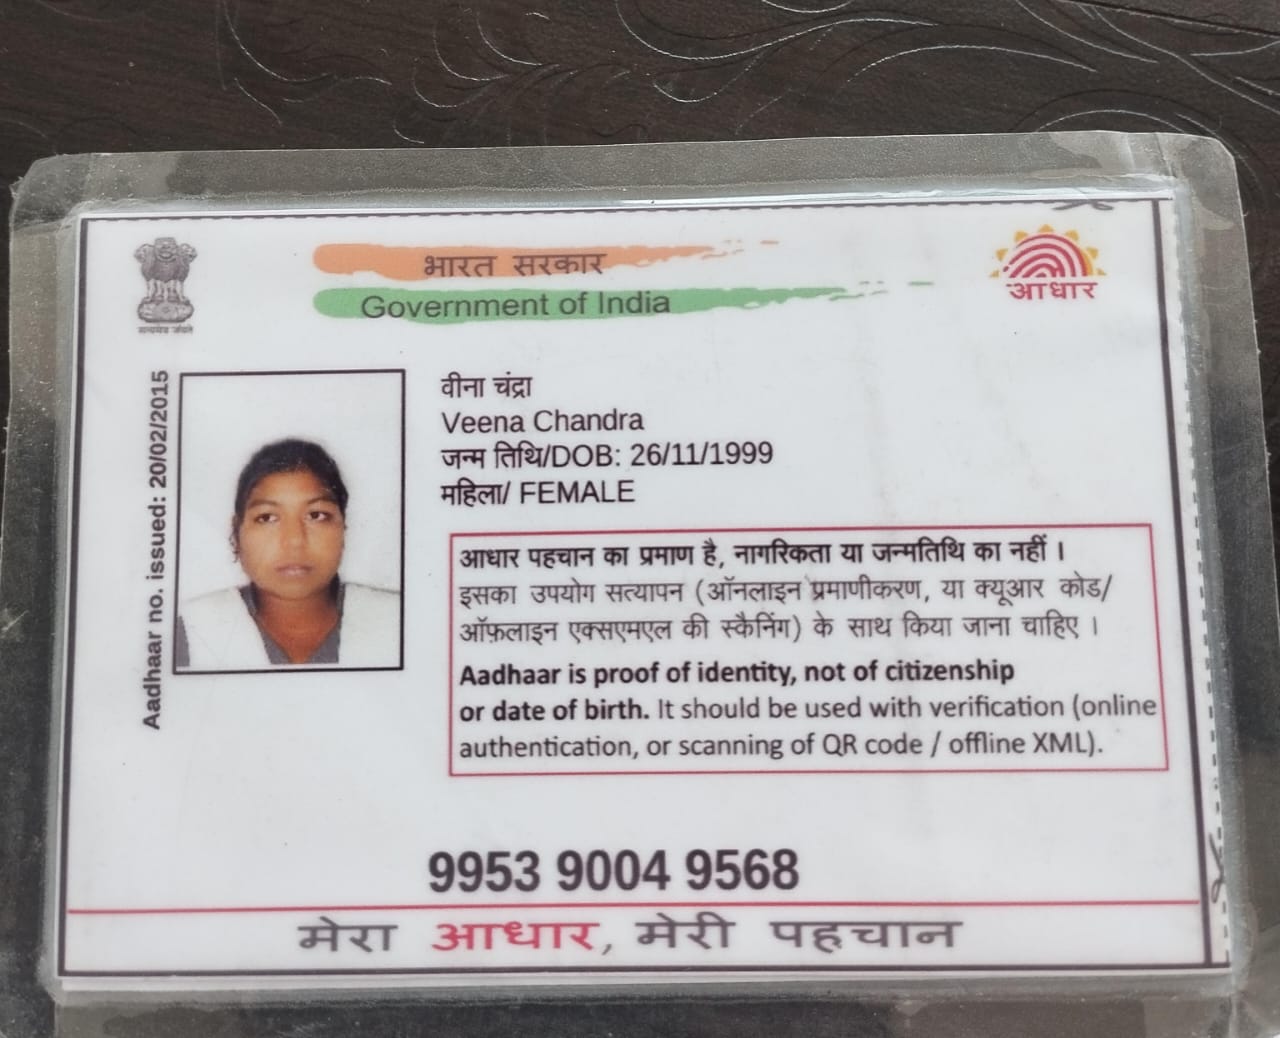 सत्यमेव जयते
भारत सरकार
Government of India
आधार
Aadhaar no. issued: 20/02/2015
वीना चंद्रा
Veena Chandra
जन्म तिथि/DOB: 26/11/1999
महिला/ FEMALE
आधार पहचान का प्रमाण है, नागरिकता या जन्मतिथि का नहीं ।
इसका उपयोग सत्यापन (ऑनलाइन प्रमाणीकरण, या क्यूआर कोड/
ऑफ़लाइन एक्सएमएल की स्कैनिंग) के साथ किया जाना चाहिए ।
Aadhaar is proof of identity, not of citizenship
or date of birth. It should be used with verification (online
authentication, or scanning of QR code / offline XML).
9953 9004 9568
मेरा आधार, मेरी पहचान